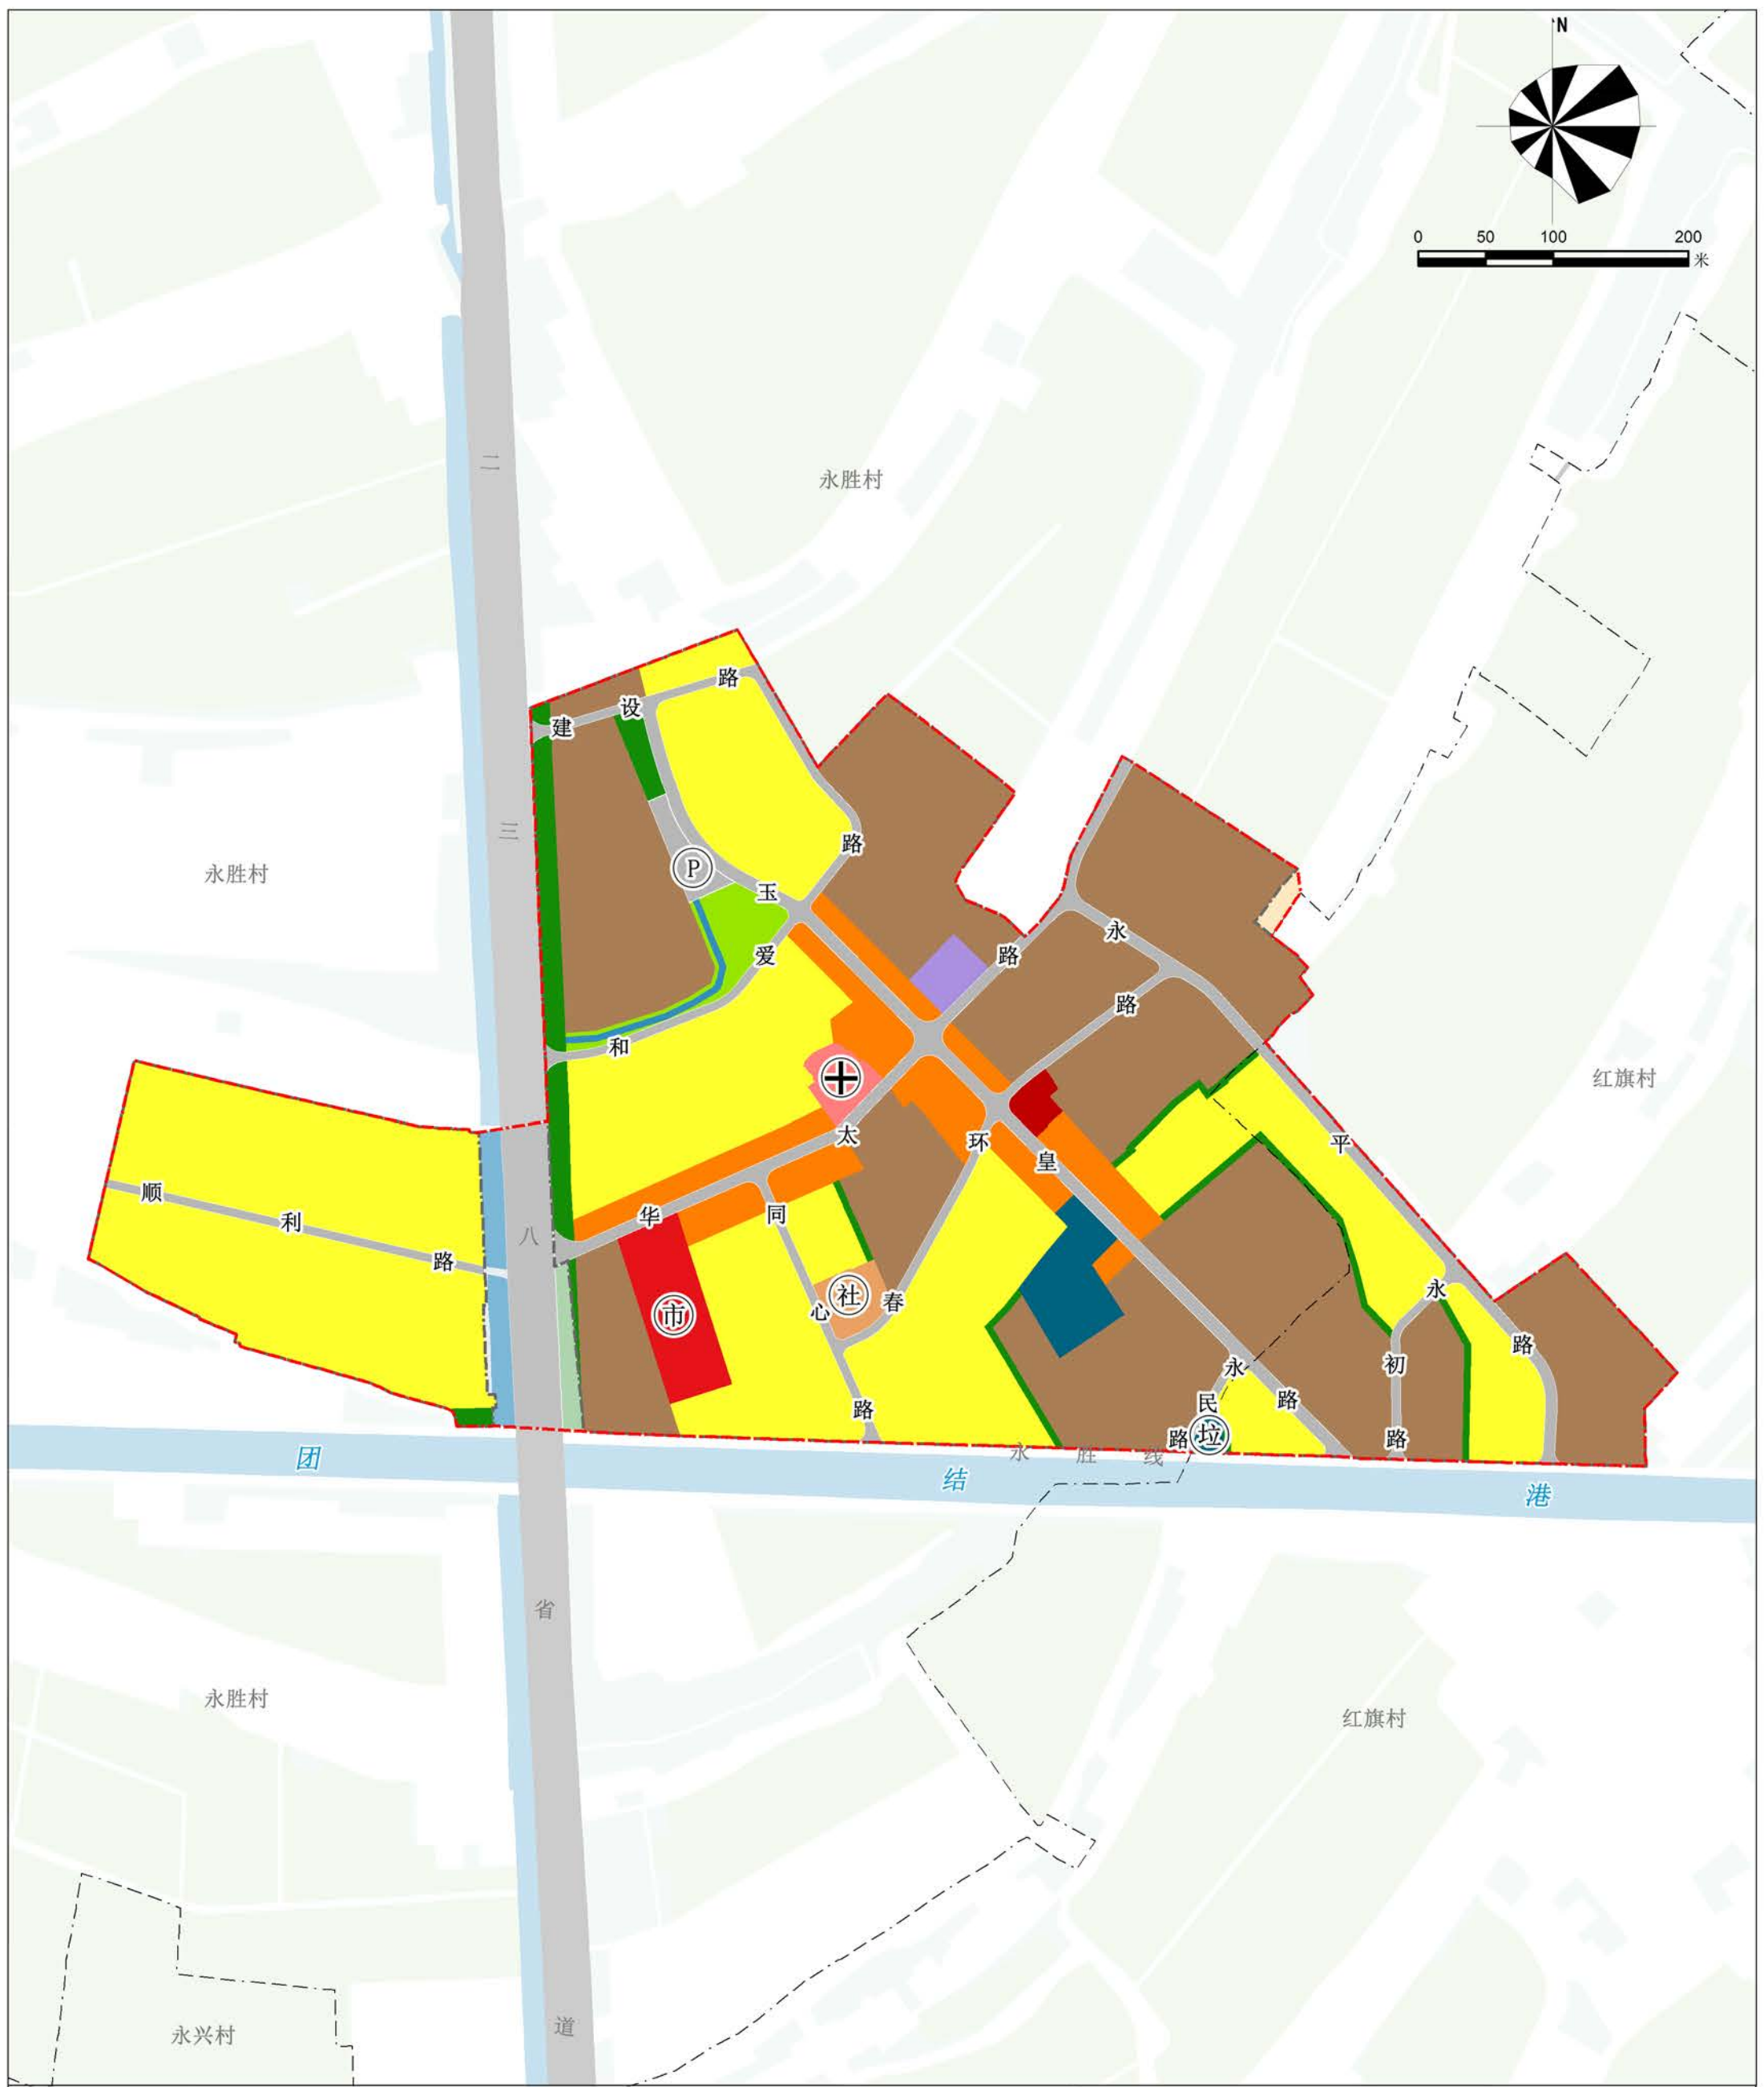 N
0 50 100 200
米
永胜村
二
三
八
省
道
建设路
永胜村
路
玉
爱
和
路
永
路
红旗村
太
环
皇
平
顺利路
华
同
心
社
春
市
P
永
初
路
永
民
路
路
垃
路
路
永胜线
团结港
永胜村
红旗村
永兴村